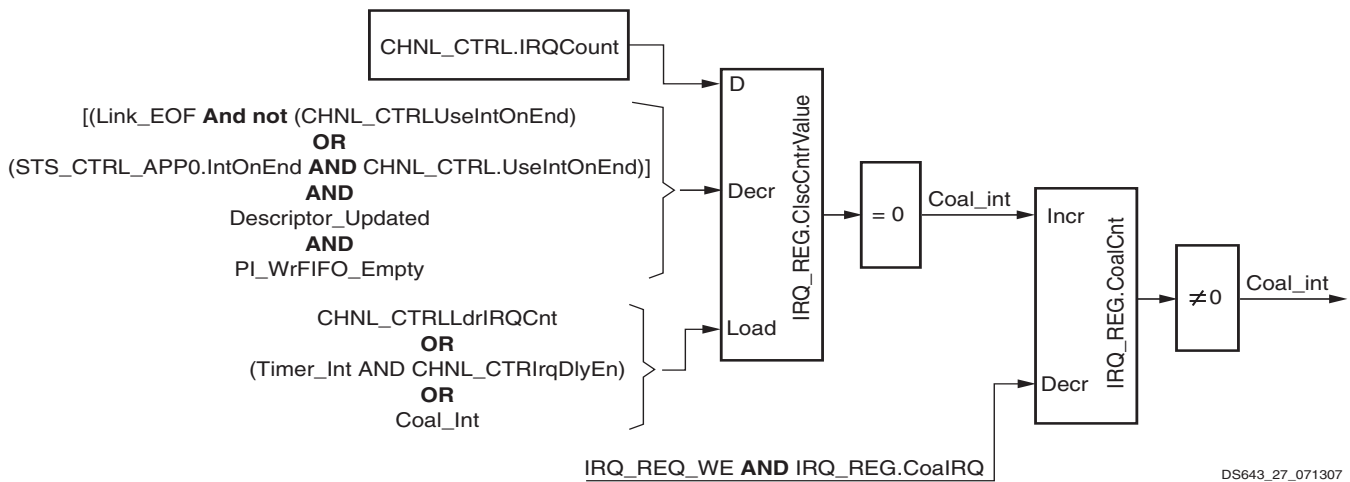 CHNL_CTRL.IRQCount
[(Link_EOF And not (CHNL_CTRLUseIntOnEnd)
OR
(STS_CTRL_APP0.IntOnEnd AND CHNL_CTRL.UseIntOnEnd)]
AND
Descriptor_Updated
AND
PI_WrFIFO_Empty
CHNL_CTRLLdrIRQCnt
OR
(Timer_Int AND CHNL_CTRIrqDlyEn)
OR
Coal_Int
D
Decr
Load
IRQ_REG.ClscCntrValue
= 0
Coal_int
Incr
Decr
IRQ_REG.CoalCnt
≠0
Coal_int
IRQ_REQ_WE AND IRQ_REG.CoalRQ
DS643_27_071307